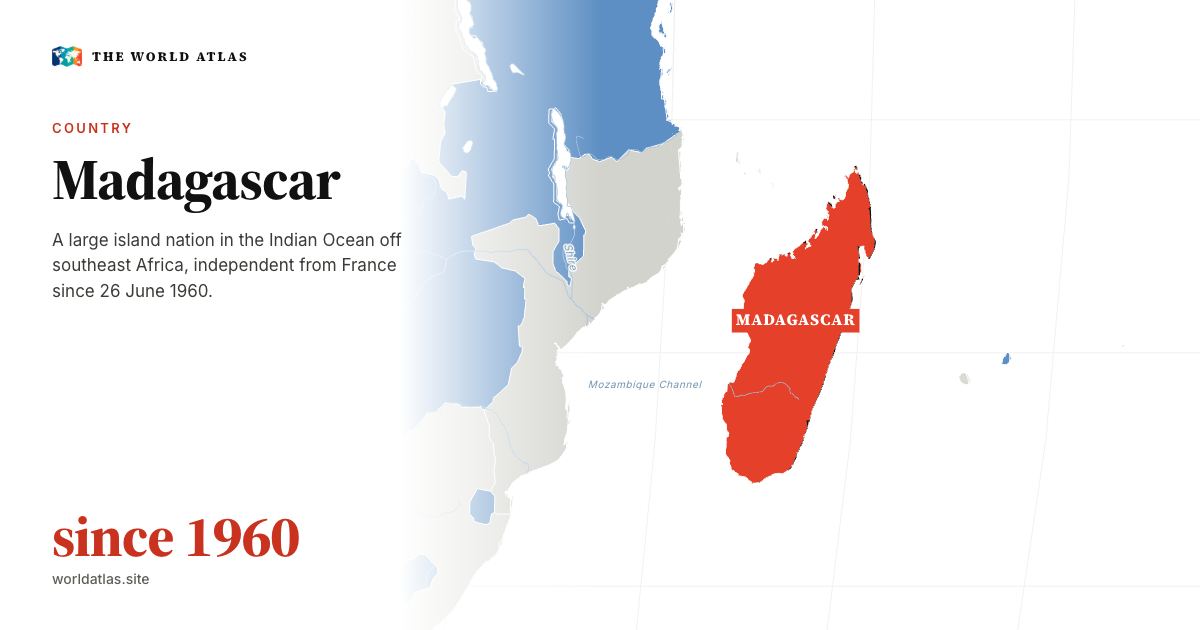 THE WORLD ATLAS
COUNTRY
Madagascar
A large island nation in the Indian Ocean off
southeast Africa, independent from France
since 26 June 1960.
since 1960
worldatlas.site
Shire
MADAGASCAR
Mozambique Channel